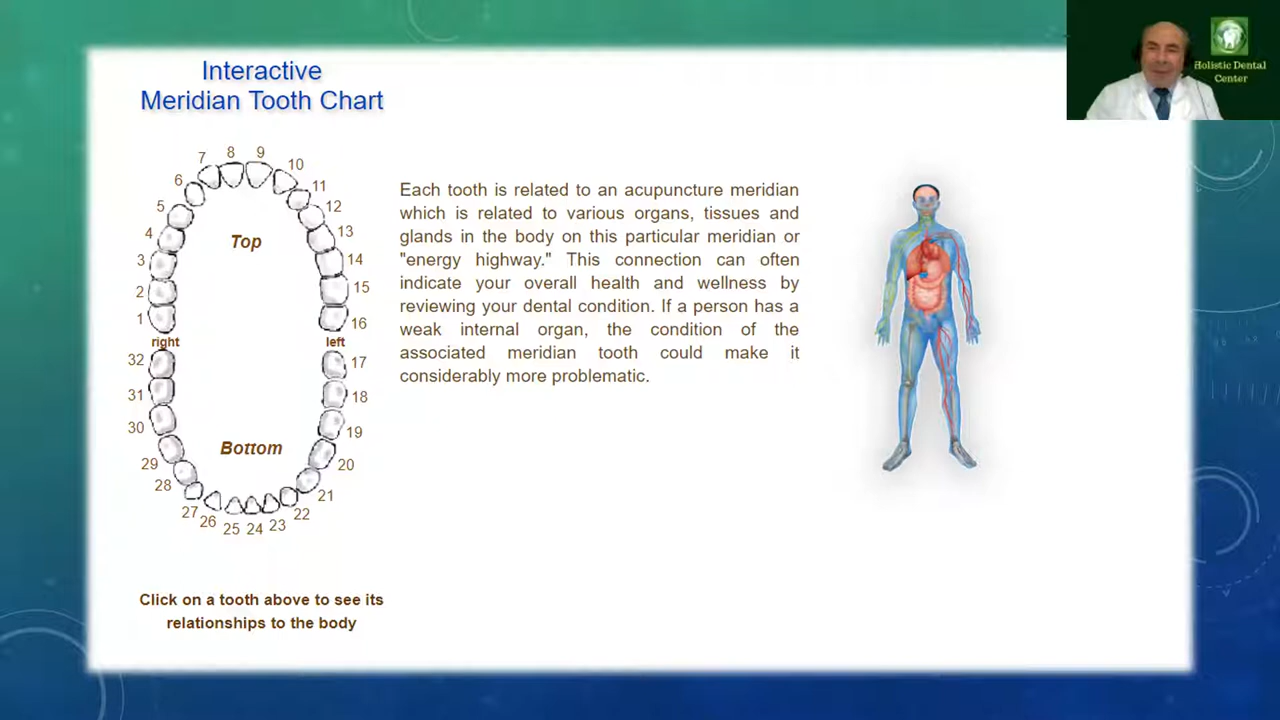 Interactive
Meridian Tooth Chart
Holistic Dental
Center
7 8 9 10
6 11
5 12
4 13
3 14
2 15
1 16
Top
right left
32 17
31 18
30 19
29 20
28 21
27 26 25 24 23 22
Bottom
Each tooth is related to an acupuncture meridian
which is related to various organs, tissues and
glands in the body on this particular meridian or
"energy highway." This connection can often
indicate your overall health and wellness by
reviewing your dental condition. If a person has a
weak internal organ, the condition of the
associated meridian tooth could make it
considerably more problematic.
Click on a tooth above to see its
relationships to the body